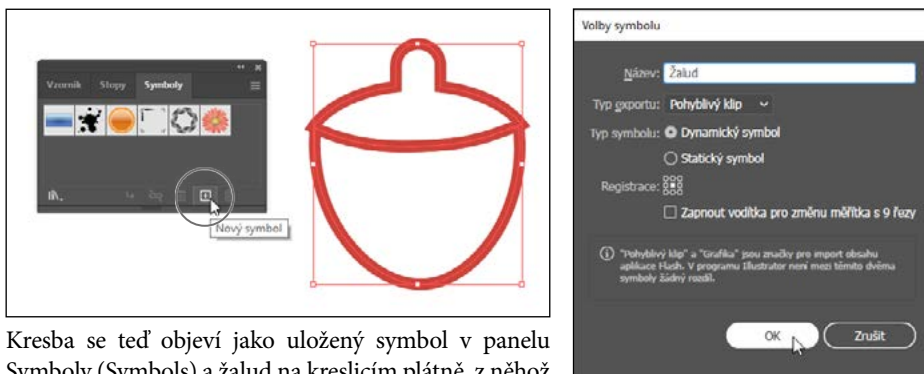 Vzorník Stopy Symboly
Nový symbol
Kresba se teď objeví jako uložený symbol v panelu
Symboly (Symbols) a žalud na kreslicím plátně, z něhož
Volby symbolu
Název: Žalud
Typ exportu: Pohyblivý klip
Typ symbolu: Dynamický symbol
Statický symbol
Registrace:
Zapnout vodítka pro změnu měřítka s 9 řezy
"Pohyblivý klip" a "Grafika" jsou značky pro import obsahu
aplikace Flash. V programu Illustrator není mezi těmito dvěma
symboly žádný rozdíl.
OK Zrušit